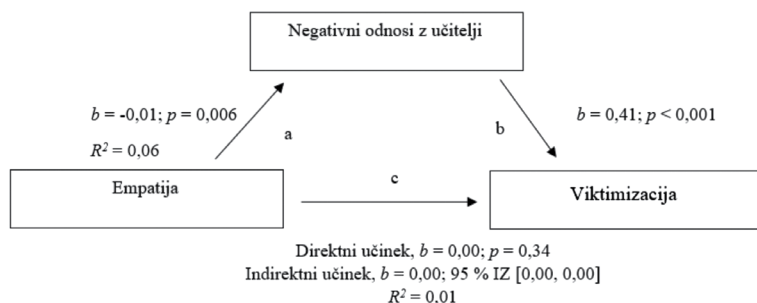 Negativni odnosi z učitelji
b = -0,01; p = 0,006
b = 0,41; p < 0,001
a
b
R² = 0,06
Empatija
c
Viktimizacija
Direktni učinek, b = 0,00; p = 0,34
Indirektni učinek, b = 0,00; 95 % IZ [0,00, 0,00]
R² = 0,01